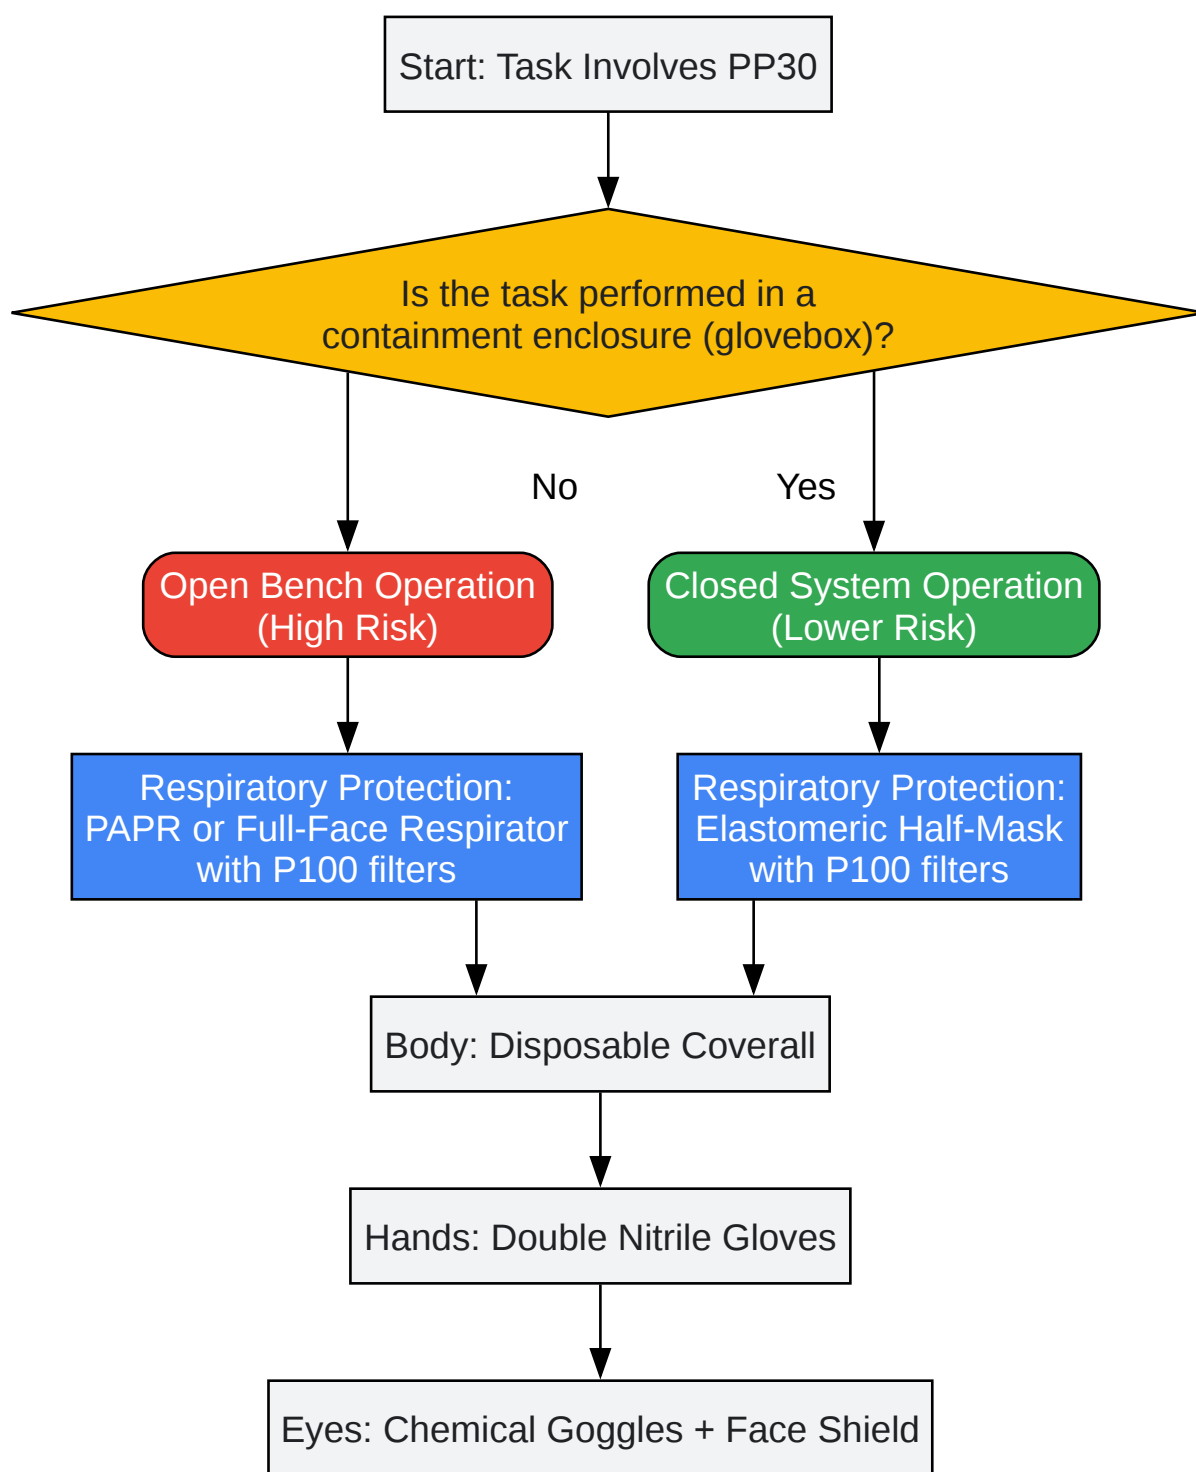 Start: Task Involves PP30
Is the task performed in a
containment enclosure (glovebox)?
No
Yes
Open Bench Operation
(High Risk)
Closed System Operation
(Lower Risk)
Respiratory Protection:
PAPR or Full-Face Respirator
with P100 filters
Respiratory Protection:
Elastomeric Half-Mask
with P100 filters
Body: Disposable Coverall
Hands: Double Nitrile Gloves
Eyes: Chemical Goggles + Face Shield